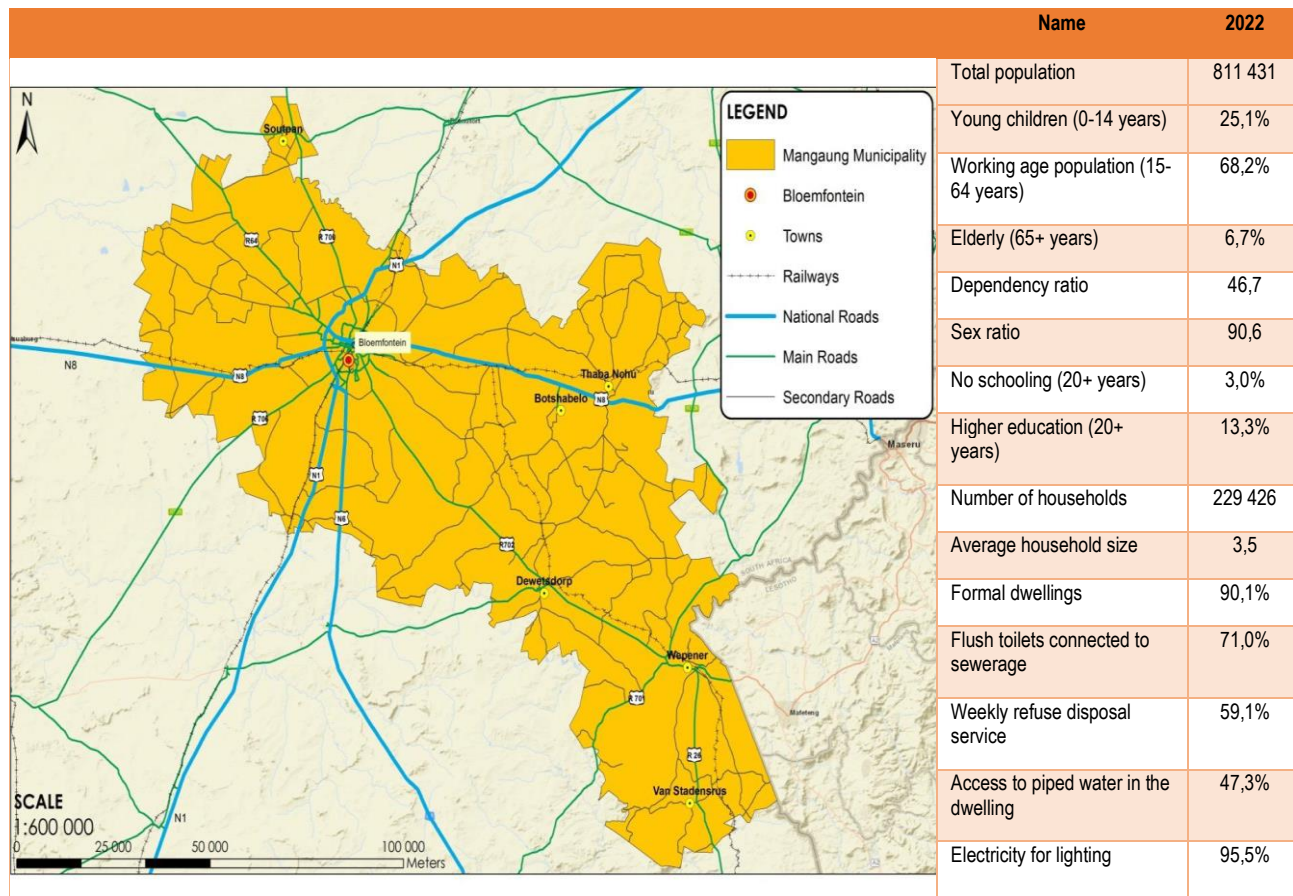 Name 2022
N
Soutpan
R64
R 700
N1
Bloemfontein
N8
N8
R 706
Thaba Nohu
Botshabelo
N8
Maseru
N1
N6
R702
Dewetsdorp
SOUTH AFRICA
LESOTHO
Wepener
R 701
Mafeteng
R 26
Van Stadensrus
N1
SCALE
1:600 000
0 25 000 50 000 100 000
Meters
LEGEND
Mangaung Municipality
Bloemfontein
Towns
Railways
National Roads
Main Roads
Secondary Roads
Total population 811 431
Young children (0-14 years) 25,1%
Working age population (15-
64 years) 68,2%
Elderly (65+ years) 6,7%
Dependency ratio 46,7
Sex ratio 90,6
No schooling (20+ years) 3,0%
Higher education (20+
years) 13,3%
Number of households 229 426
Average household size 3,5
Formal dwellings 90,1%
Flush toilets connected to
sewerage 71,0%
Weekly refuse disposal
service 59,1%
Access to piped water in the
dwelling 47,3%
Electricity for lighting 95,5%